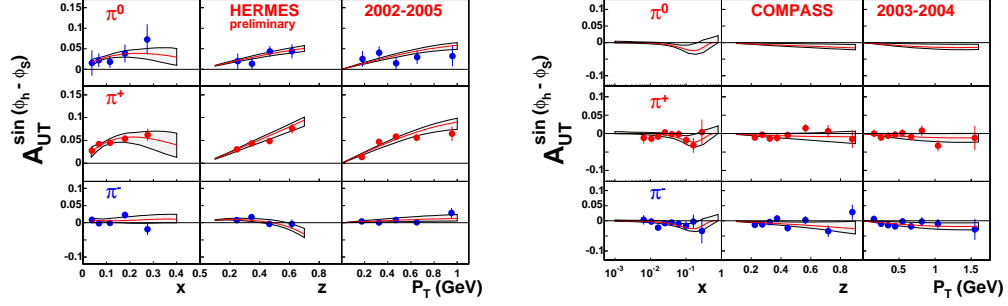 π⁰ HERMES preliminary 2002-2005
0.15
0.1
0.05
0
A_UT^sin (ϕ_h - ϕ_S)
π⁺
0.15
0.1
0.05
0
π⁻
0.1
0.05
0
-0.05
0 0.1 0.2 0.3 0.4 0.5 0.2 0.4 0.6 0.8 0.2 0.4 0.6 0.8 1
x z P_T (GeV)
π⁰ COMPASS 2003-2004
0.1
0
-0.1
A_UT^sin (ϕ_h - ϕ_S)
π⁺
0.1
0
-0.1
π⁻
0.1
0
-0.1
10⁻³ 10⁻² 10⁻¹ 1 0.2 0.4 0.6 0.8 0.5 1 1.5
x z P_T (GeV)